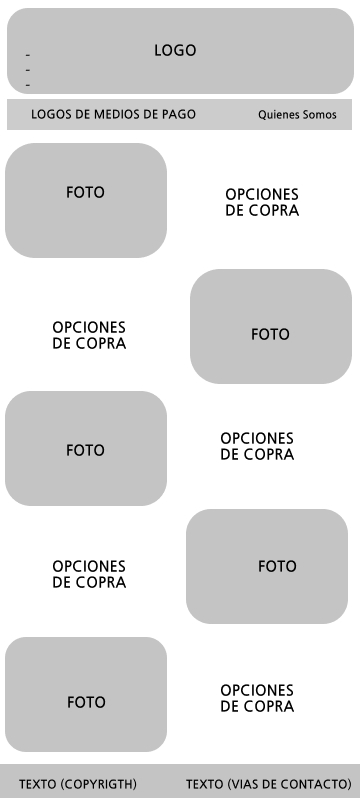 LOGO
-
-
-
LOGOS DE MEDIOS DE PAGO Quienes Somos
FOTO
OPCIONES
DE COPRA
OPCIONES
DE COPRA
FOTO
FOTO
OPCIONES
DE COPRA
OPCIONES
DE COPRA
FOTO
FOTO
OPCIONES
DE COPRA
TEXTO (COPYRIGTH) TEXTO (VIAS DE CONTACTO)